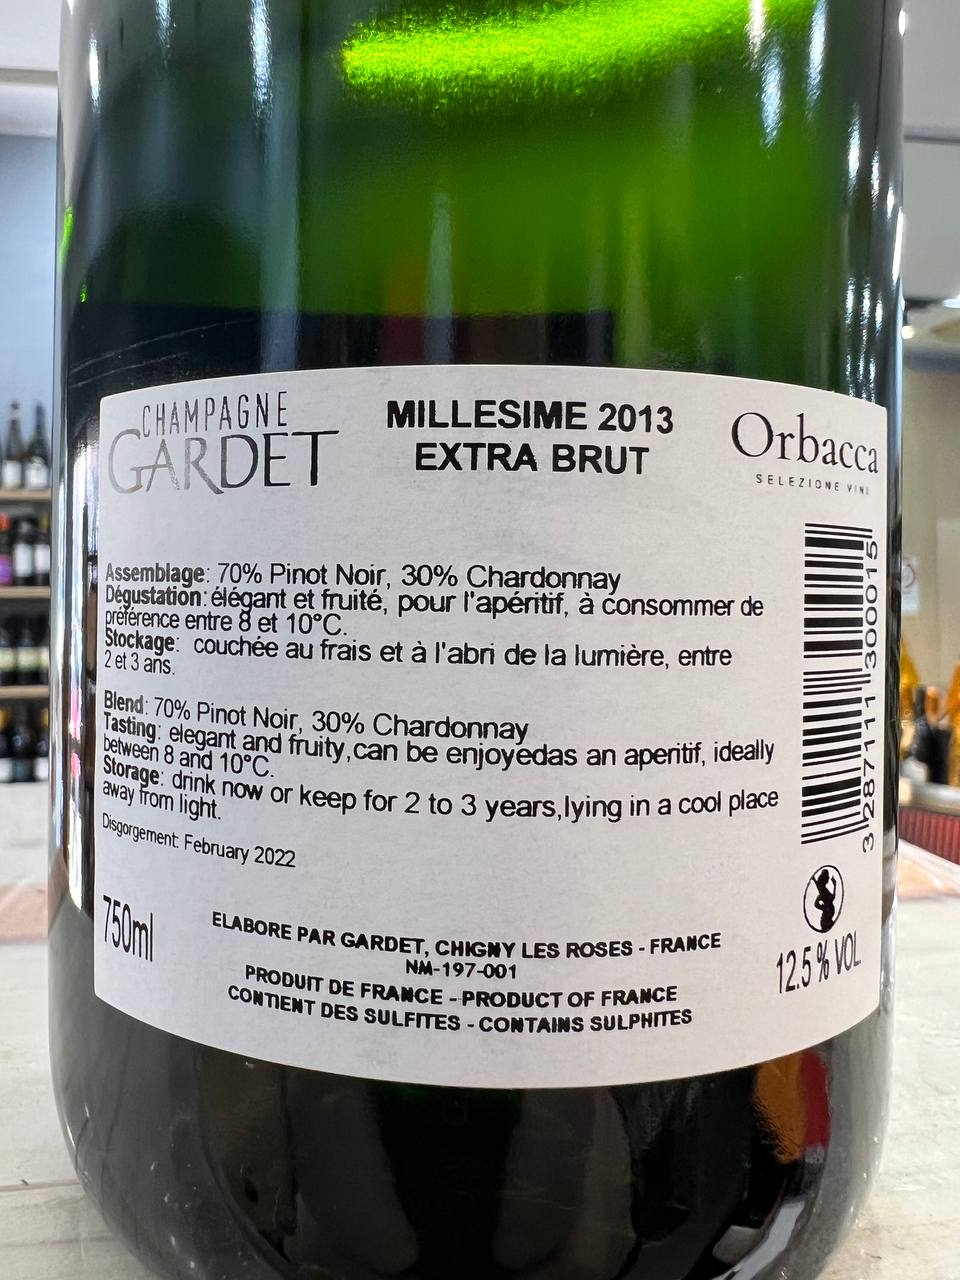 CHAMPAGNE
GARDET
MILLESIME 2013
EXTRA BRUT
Orbacca
SELEZIONE VINI
Assemblage: 70% Pinot Noir, 30% Chardonnay
Dégustation: élégant et fruité, pour l'apéritif, à consommer de
préférence entre 8 et 10°C.
Stockage: couchée au frais et à l'abri de la lumière, entre
2 et 3 ans.
Blend: 70% Pinot Noir, 30% Chardonnay
Tasting: elegant and fruity,can be enjoyedas an aperitif, ideally
between 8 and 10°C.
Storage: drink now or keep for 2 to 3 years,lying in a cool place
away from light.
Disgorgement: February 2022
3 287111 300015
750ml
ELABORE PAR GARDET, CHIGNY LES ROSES - FRANCE
NM-197-001
PRODUIT DE FRANCE - PRODUCT OF FRANCE
CONTIENT DES SULFITES - CONTAINS SULPHITES
12.5 % VOL